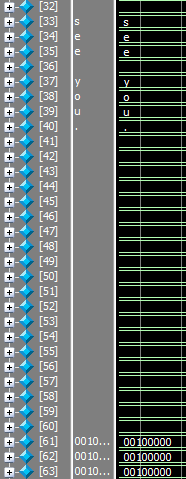 [32]
[33] s s
[34] e e
[35] e e
[36]
[37] y y
[38] o o
[39] u u
[40] . .
[41]
[42]
[43]
[44]
[45]
[46]
[47]
[48]
[49]
[50]
[51]
[52]
[53]
[54]
[55]
[56]
[57]
[58]
[59]
[60]
[61] 0010... 00100000
[62] 0010... 00100000
[63] 0010... 00100000